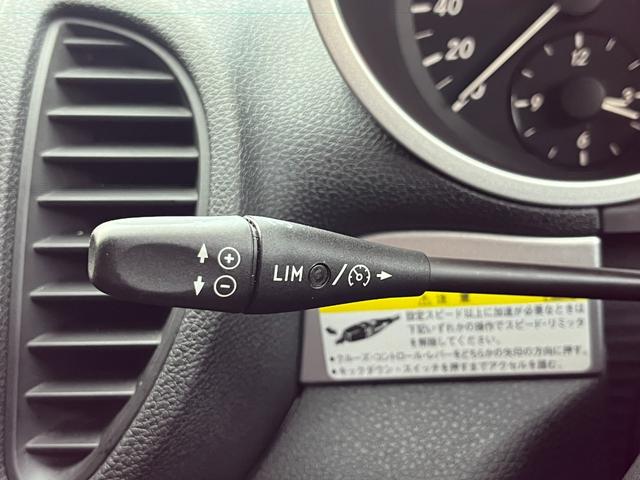 40
20
0
12
9
3
6
+
−
LIM / →
注意
設定スピード以上に加速が必要なときは
下記いずれかの操作でスピード・リミッタ
を解除してください。
●クルーズ・コントロール・レバーをどちらかの矢印の方向に押す。
●キックダウン・スイッチを押すまでアクセルを踏む。